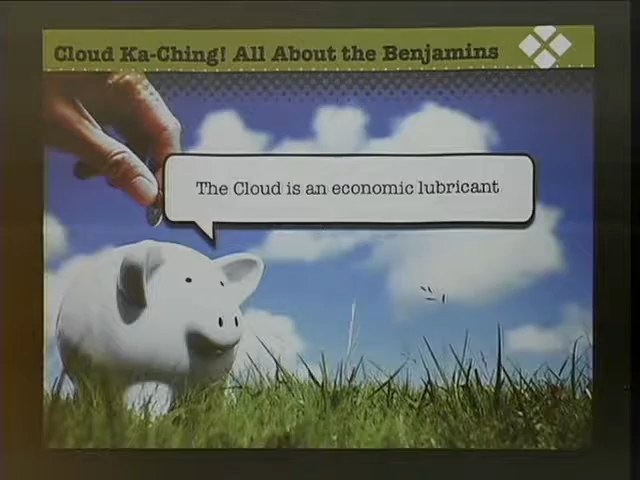 Cloud Ka-Ching! All About the Benjamins
The Cloud is an economic lubricant